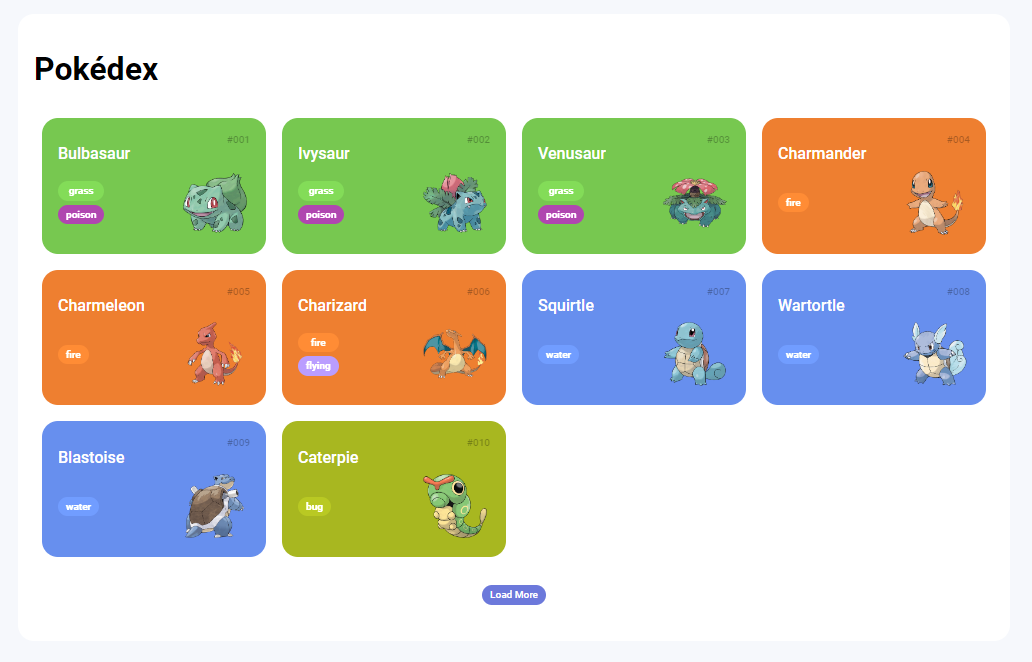 Pokédex
#001
Bulbasaur
grass
poison
#002
Ivysaur
grass
poison
#003
Venusaur
grass
poison
#004
Charmander
fire
#005
Charmeleon
fire
#006
Charizard
fire
flying
#007
Squirtle
water
#008
Wartortle
water
#009
Blastoise
water
#010
Caterpie
bug
Load More